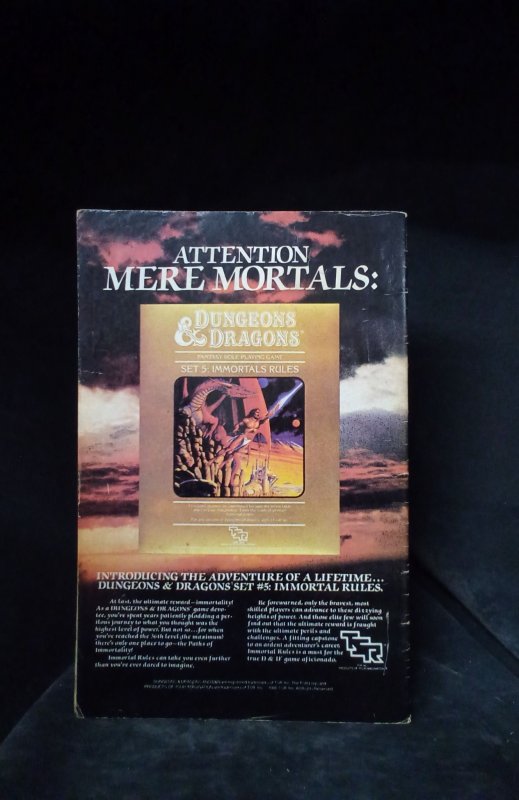 ATTENTION
MERE MORTALS:
DUNGEONS
& DRAGONS®
FANTASY ROLE PLAYING GAME
SET 5: IMMORTALS RULES
TSR
INTRODUCING THE ADVENTURE OF A LIFETIME...
DUNGEONS & DRAGONS® SET #5: IMMORTAL RULES.
At last, the ultimate reward—immortality!
As a DUNGEONS & DRAGONS® game devo-
tee, you've spent years patiently plodding a per-
ilous journey to what you thought was the
highest level of power. But not so... for when
you've reached the 36th level (the maximum)
there's only one place to go—the Paths of
Immortality!
Immortal Rules can take you even further
than you've ever dared to imagine.
Be forewarned, only the bravest, most
skilled players can advance to these dizzying
heights of power. And those elite few will soon
find out that the ultimate reward is fraught
with the ultimate perils and
challenges. A fitting capstone
to an ardent adventurer's career,
Immortal Rules is a must for the
true D & D® game aficionado.
TSR